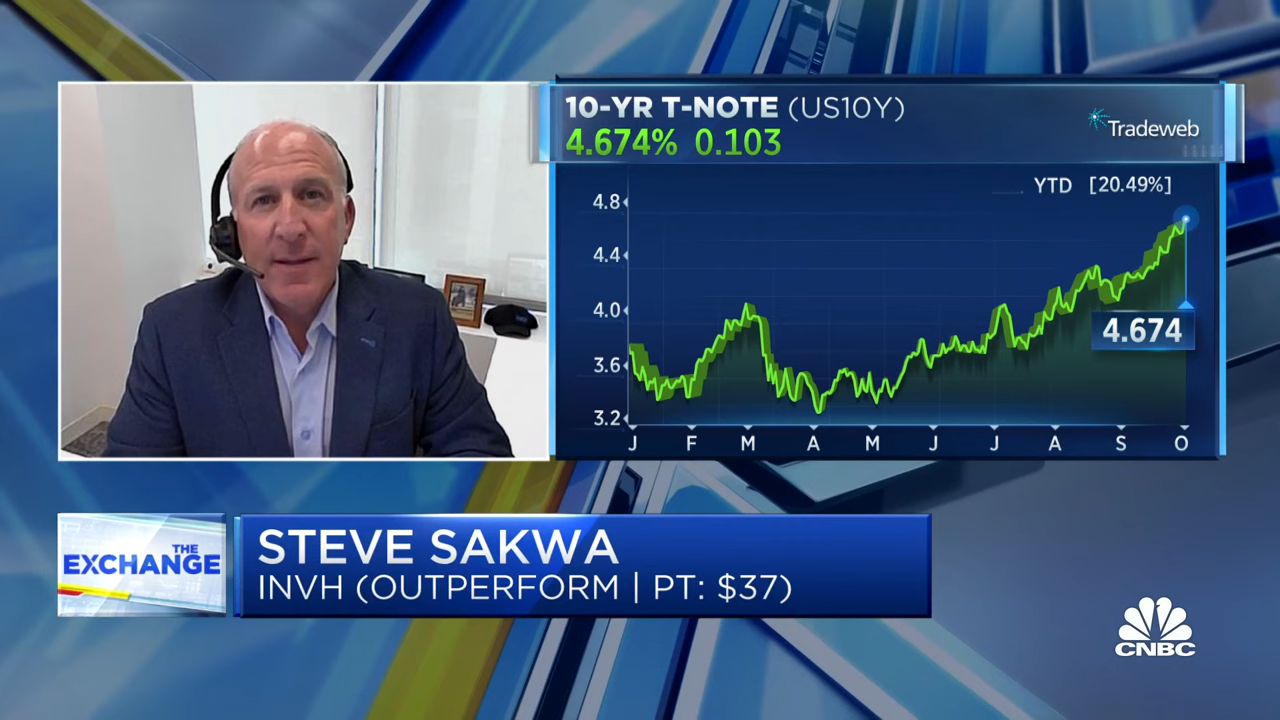 10-YR T-NOTE (US10Y)
4.674% 0.103
Tradeweb
YTD [20.49%]
4.8
4.4
4.0
3.6
3.2
4.674
J F M A M J J A S O
THE
EXCHANGE
STEVE SAKWA
INVH (OUTPERFORM | PT: $37)
CNBC